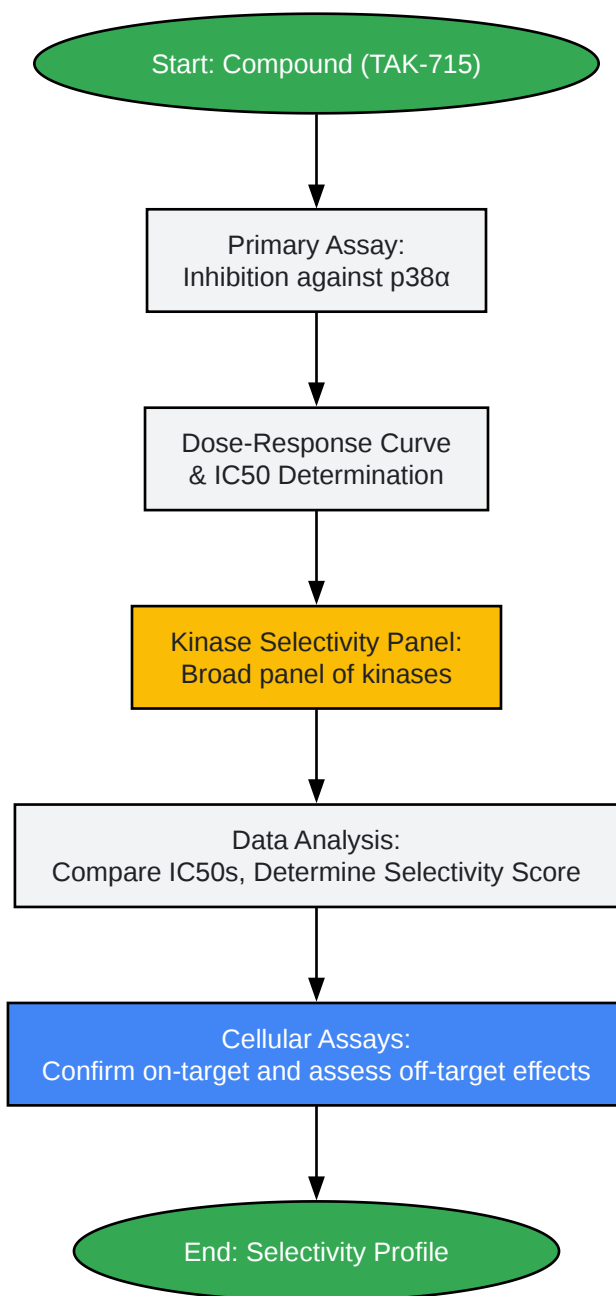 Start: Compound (TAK-715)
Primary Assay:
Inhibition against p38α
Dose-Response Curve
& IC50 Determination
Kinase Selectivity Panel:
Broad panel of kinases
Data Analysis:
Compare IC50s, Determine Selectivity Score
Cellular Assays:
Confirm on-target and assess off-target effects
End: Selectivity Profile